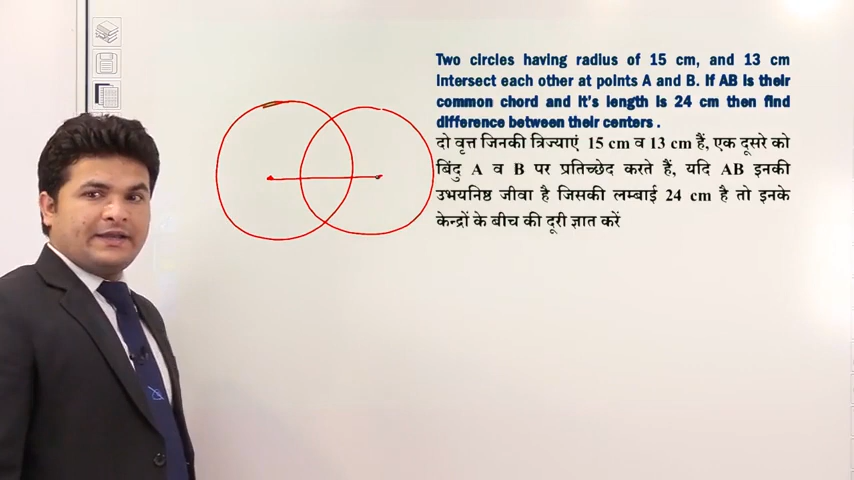 Two circles having radius of 15 cm, and 13 cm
intersect each other at points A and B. If AB is their
common chord and it's length is 24 cm then find
difference between their centers .
दो वृत्त जिनकी त्रिज्याएं 15 cm व 13 cm हैं, एक दूसरे को
बिंदु A व B पर प्रतिच्छेद करते हैं, यदि AB इनकी
उभयनिष्ठ जीवा है जिसकी लम्बाई 24 cm है तो इनके
केन्द्रों के बीच की दूरी ज्ञात करें